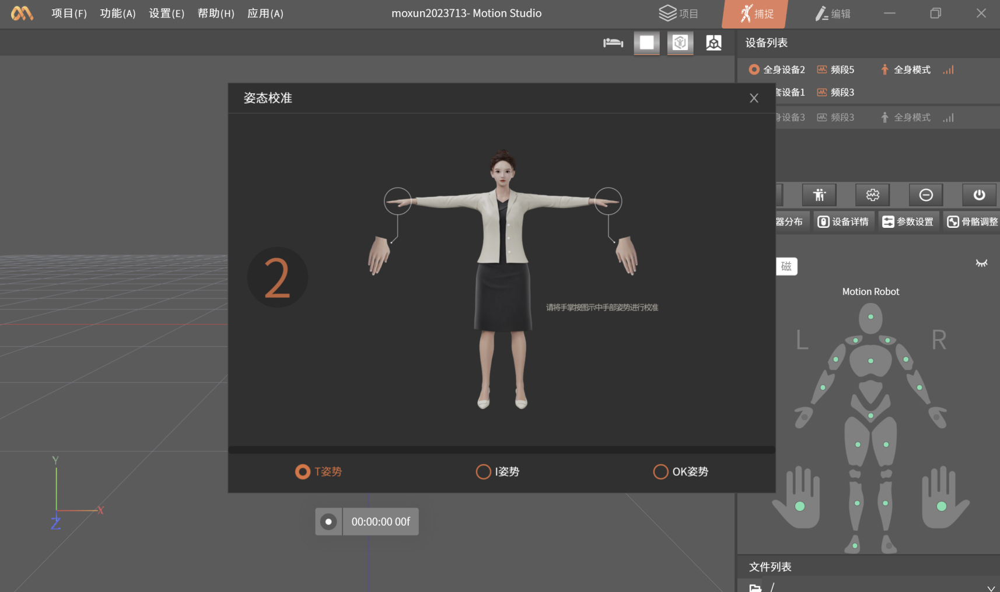 项目(F) 功能(A) 设置(E) 帮助(H) 应用(A) moxun2023713- Motion Studio 项目 捕捉 编辑
设备列表
全身设备2 频段5 全身模式
套设备1 频段3
身设备3 频段3 全身模式
姿态校准
2
请将手掌按图示中手部姿势进行校准
T姿势 I姿势 OK姿势
00:00:00 00f
Y
X
Z
器分布 设备详情 参数设置 骨骼调整
磁
Motion Robot
L R
文件列表
/